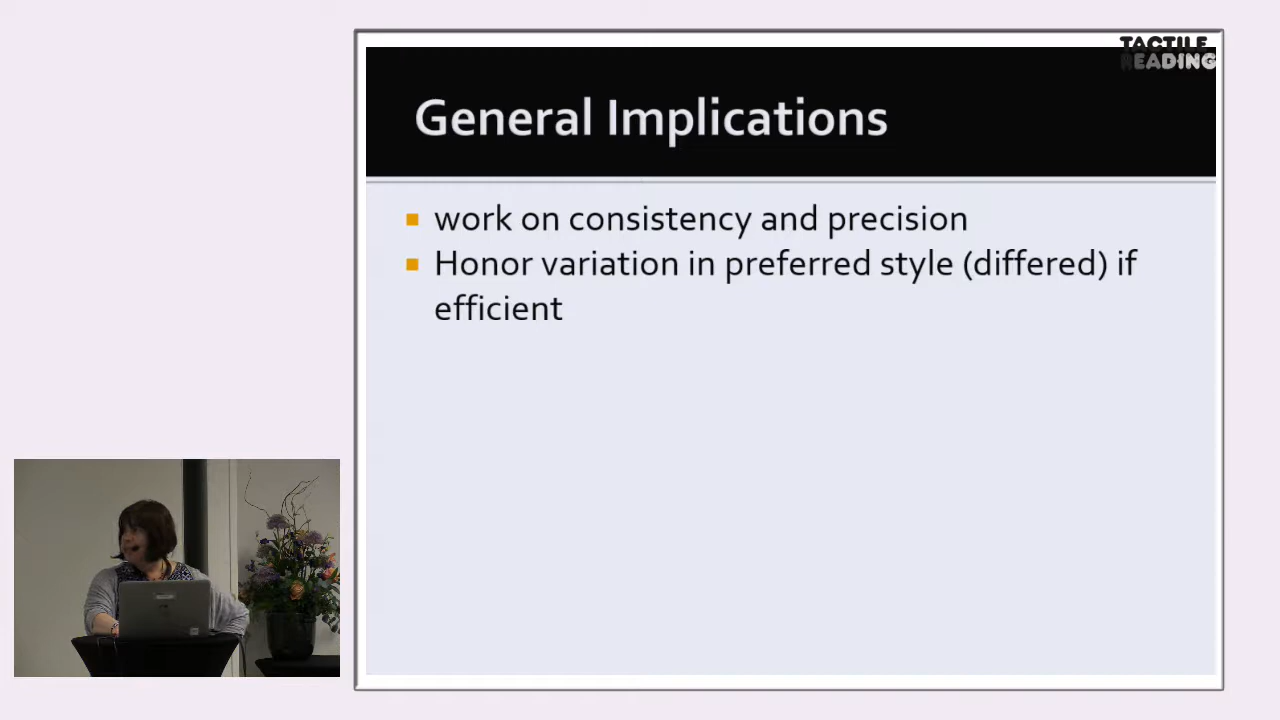 TACTILE
READING
General Implications
work on consistency and precision
Honor variation in preferred style (differed) if
efficient